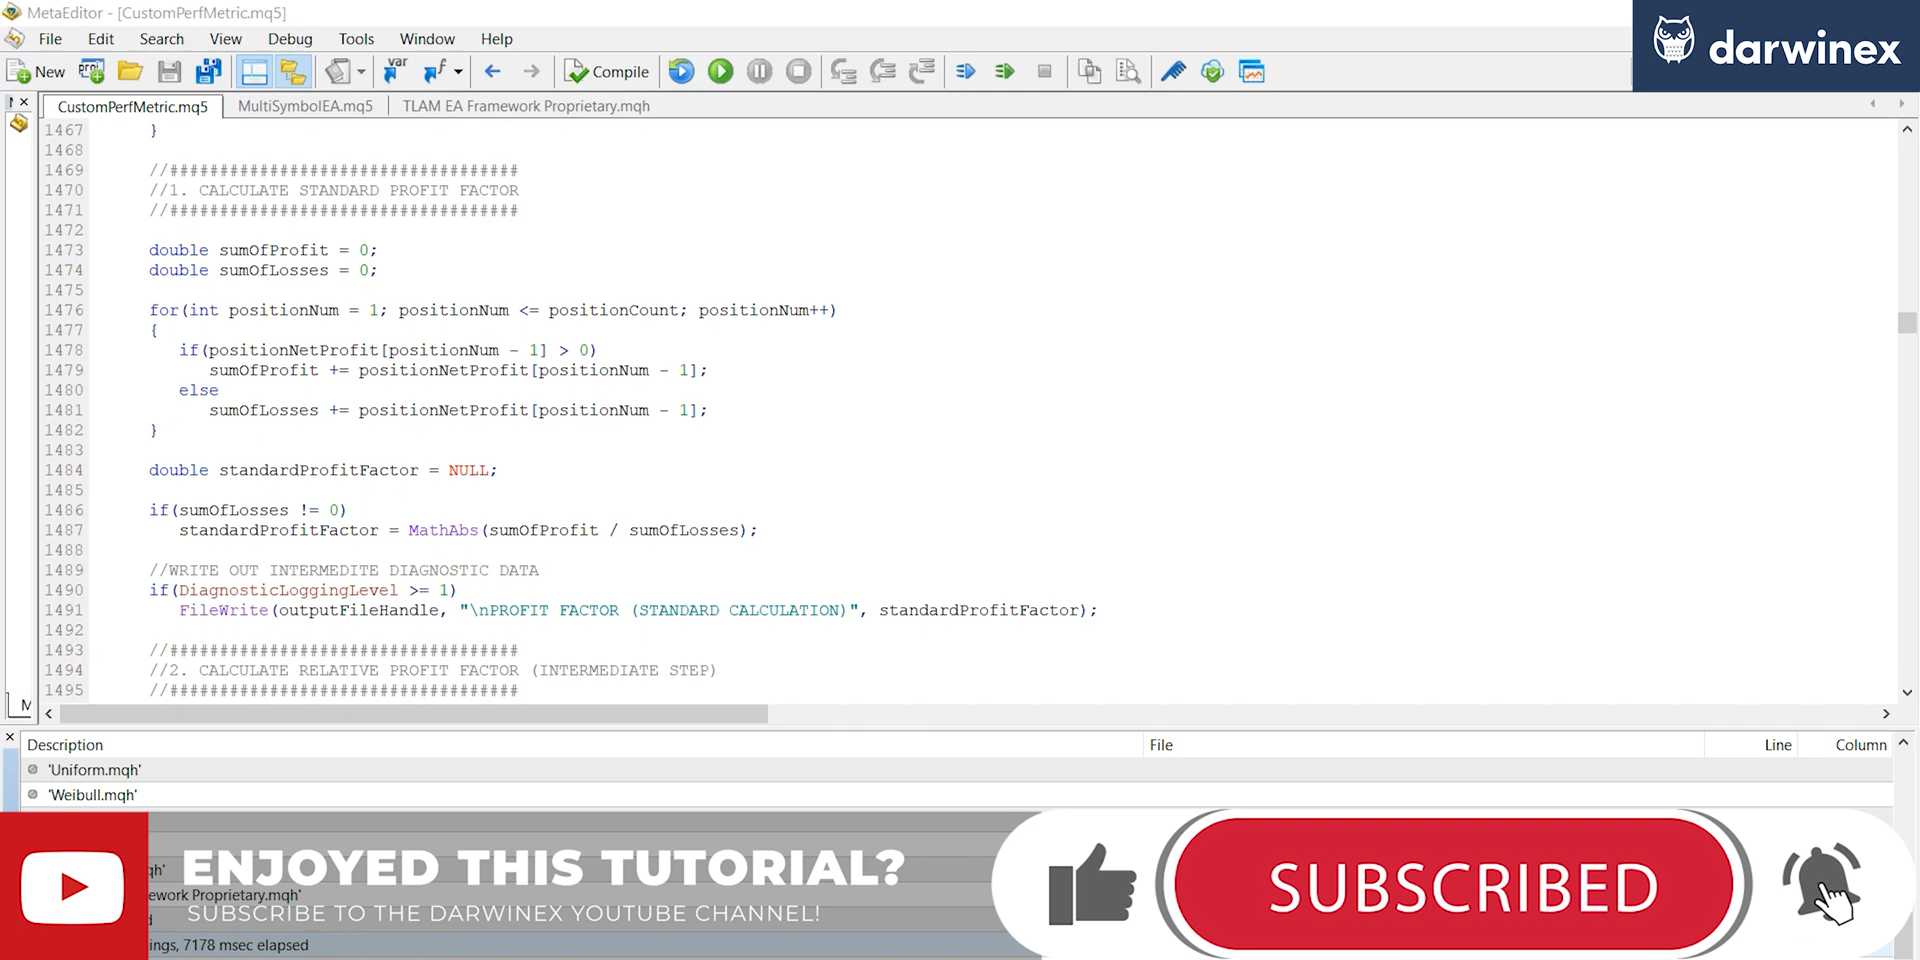 MetaEditor - [CustomPerfMetric.mq5]
darwinex
File Edit Search View Debug Tools Window Help
New Compile
CustomPerfMetric.mq5 MultiSymbolEA.mq5 TLAM EA Framework Proprietary.mqh
1467 }
1468
1469 //###################################
1470 //1. CALCULATE STANDARD PROFIT FACTOR
1471 //###################################
1472
1473 double sumOfProfit = 0;
1474 double sumOfLosses = 0;
1475
1476 for(int positionNum = 1; positionNum <= positionCount; positionNum++)
1477 {
1478 if(positionNetProfit[positionNum - 1] > 0)
1479 sumOfProfit += positionNetProfit[positionNum - 1];
1480 else
1481 sumOfLosses += positionNetProfit[positionNum - 1];
1482 }
1483
1484 double standardProfitFactor = NULL;
1485
1486 if(sumOfLosses != 0)
1487 standardProfitFactor = MathAbs(sumOfProfit / sumOfLosses);
1488
1489 //WRITE OUT INTERMEDITE DIAGNOSTIC DATA
1490 if(DiagnosticLoggingLevel >= 1)
1491 FileWrite(outputFileHandle, "\nPROFIT FACTOR (STANDARD CALCULATION)", standardProfitFactor);
1492
1493 //###################################
1494 //2. CALCULATE RELATIVE PROFIT FACTOR (INTERMEDIATE STEP)
1495 //###################################
M
Description File Line Column
'Uniform.mqh'
'Weibull.mqh'
qh'
ENJOYED THIS TUTORIAL?
ework Proprietary.mqh'
SUBSCRIBE TO THE DARWINEX YOUTUBE CHANNEL!
d
ings, 7178 msec elapsed
SUBSCRIBED